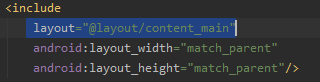 <include
layout="@layout/content_main"
android:layout_width="match_parent"
android:layout_height="match_parent"/>